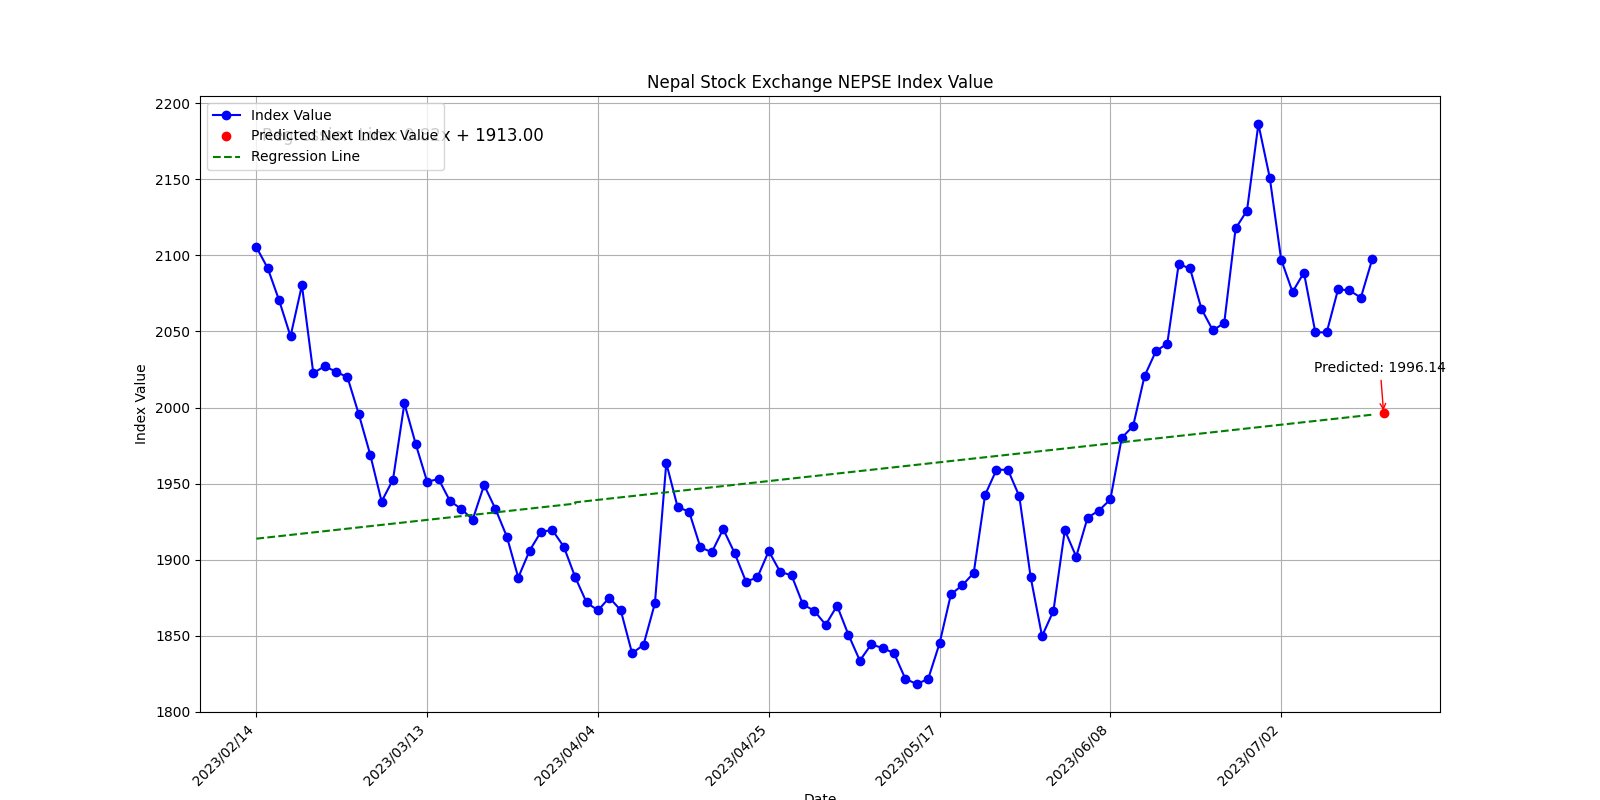 Nepal Stock Exchange NEPSE Index Value
Index Value
Predicted Next Index Value
x + 1913.00
Regression Line
2200
2150
2100
2050
2000
1950
1900
1850
1800
Index Value
Predicted: 1996.14
2023/02/14
2023/03/13
2023/04/04
2023/04/25
2023/05/17
2023/06/08
2023/07/02
Date